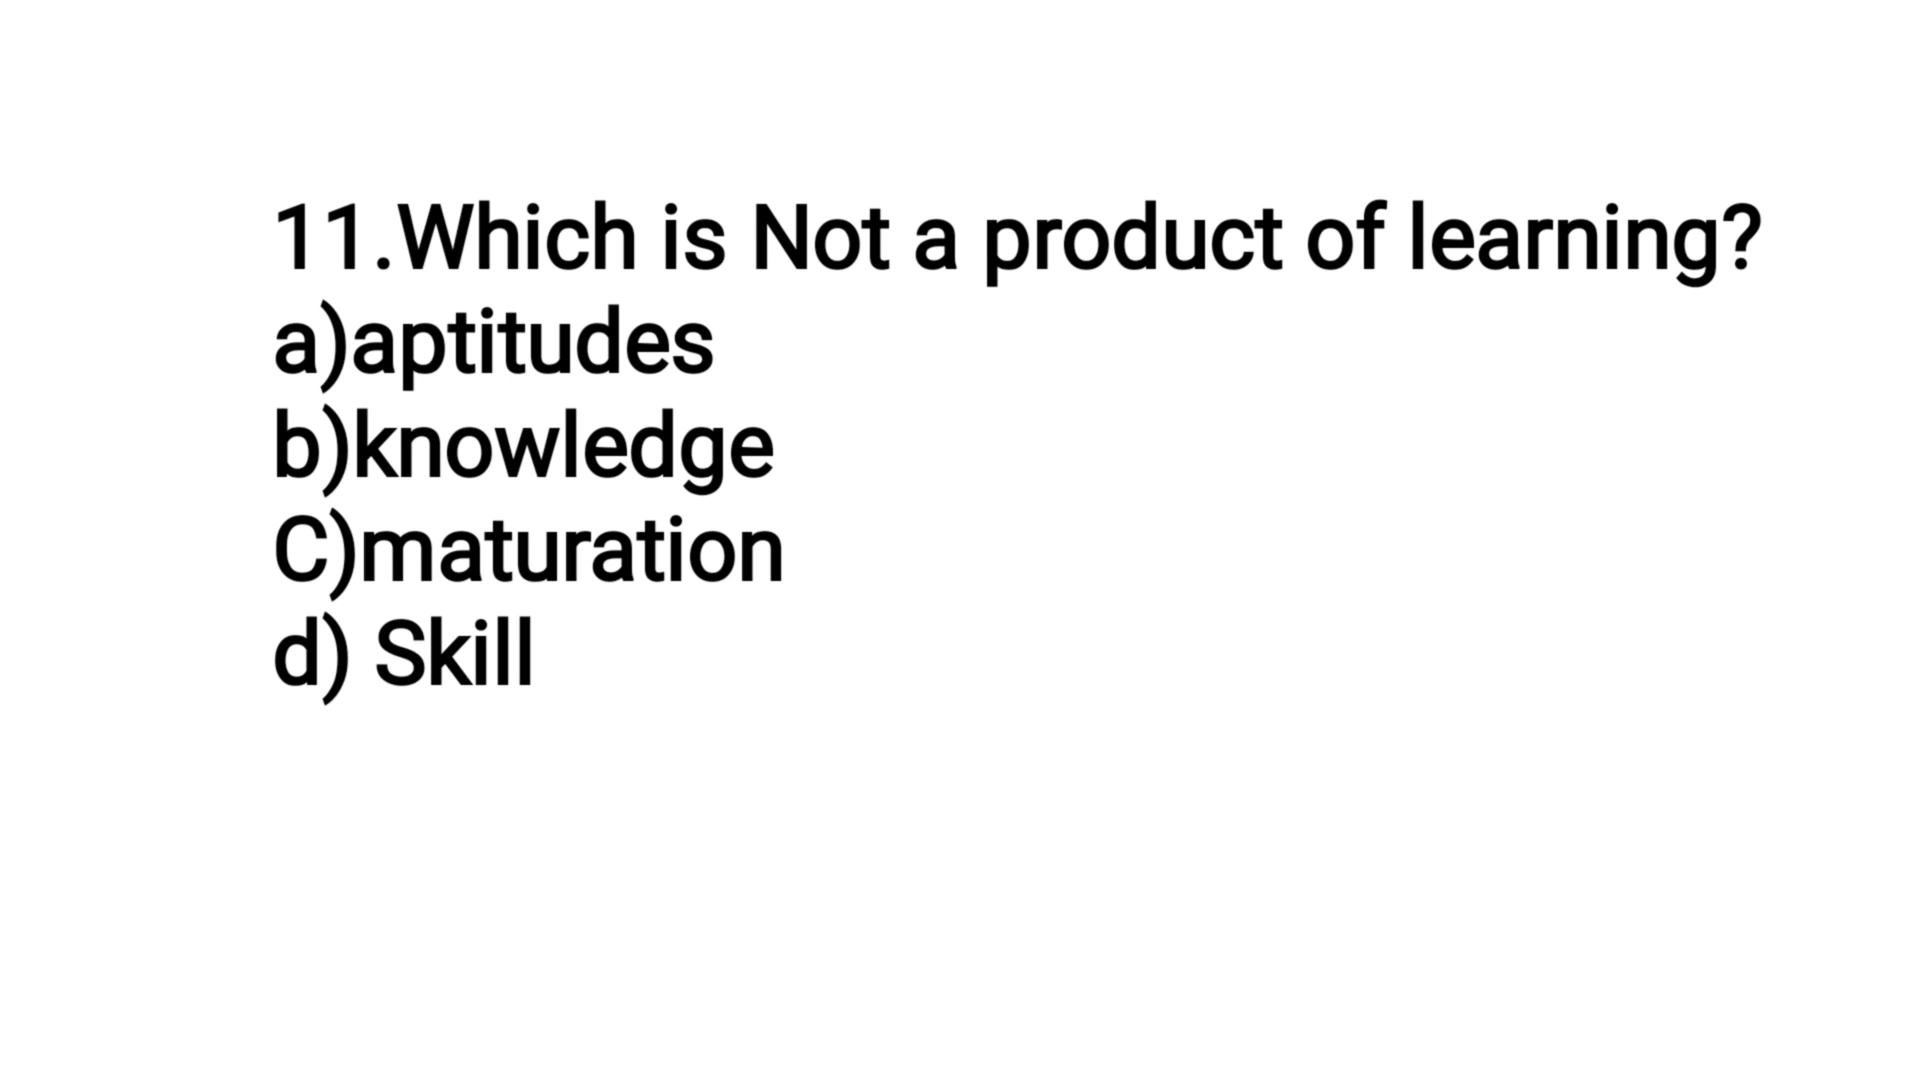 11.Which is Not a product of learning?
a)aptitudes
b)knowledge
C)maturation
d) Skill